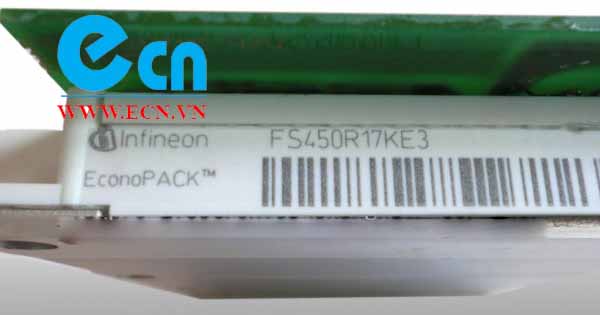 ecn
WWW.ECN.VN
Infineon FS450R17KE3
EconoPACK™